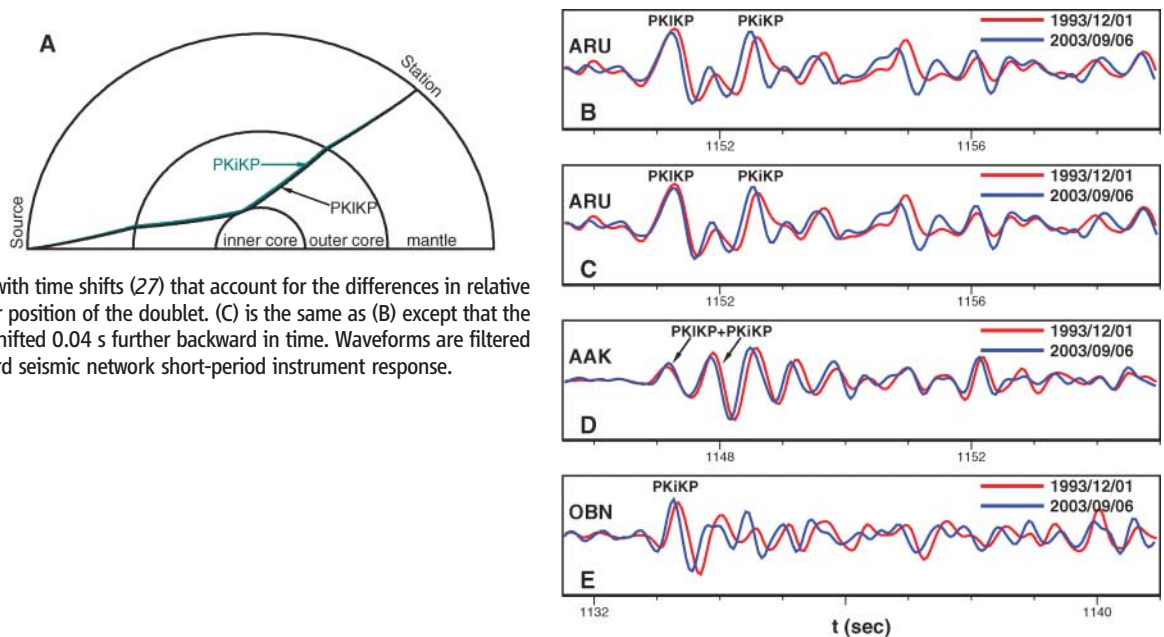 A
Station
PKiKP
PKIKP
Source
inner core outer core mantle
with time shifts (27) that account for the differences in relative
r position of the doublet. (C) is the same as (B) except that the
hifted 0.04 s further backward in time. Waveforms are filtered
rd seismic network short-period instrument response.
PKIKP PKiKP
1993/12/01
ARU
2003/09/06
B
1152 1156
PKIKP PKiKP
1993/12/01
ARU
2003/09/06
C
1152 1156
PKIKP+PKiKP
1993/12/01
AAK
2003/09/06
D
1148 1152
PKiKP
1993/12/01
OBN
2003/09/06
E
1132 1140
t (sec)